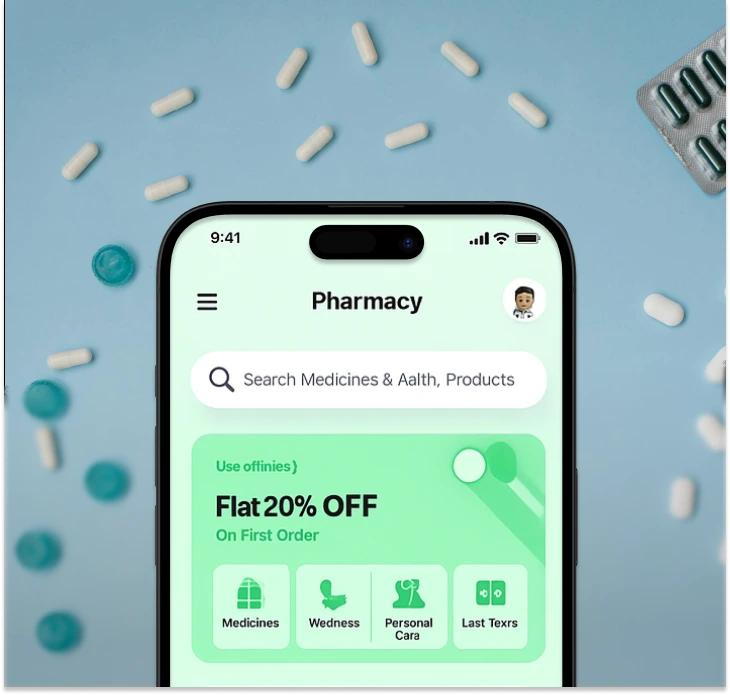 9:41
Pharmacy
Search Medicines & Aalth, Products
Use offinies}
Flat 20% OFF
On First Order
Medicines
Wedness
Personal
Cara
Last Texrs